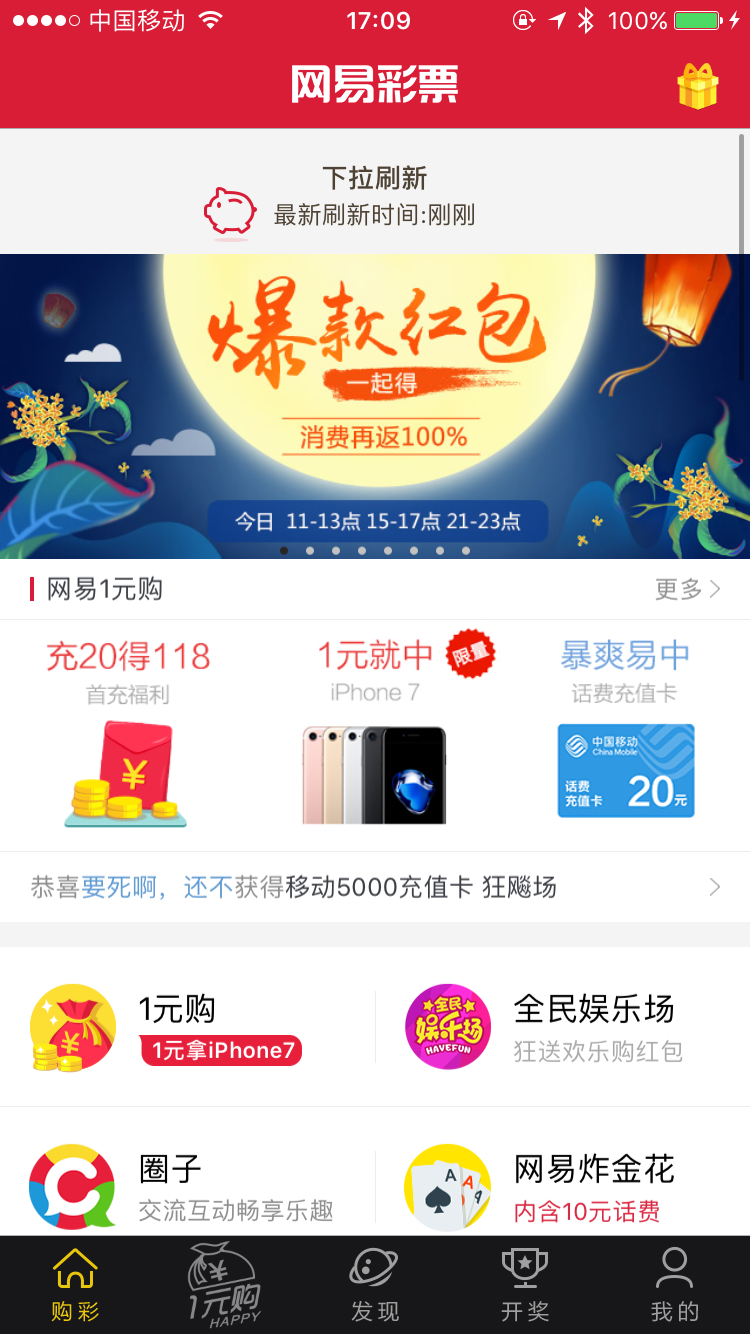 中国移动 17:09 100%
网易彩票
下拉刷新
最新刷新时间:刚刚
爆款红包
一起得
消费再返100%
今日 11-13点 15-17点 21-23点
网易1元购 更多
充20得118 1元就中 限量 暴爽易中
首充福利 iPhone 7 话费充值卡
¥
中国移动
China Mobile
话费
充值卡 20元
恭喜要死啊，还不获得移动5000充值卡 狂飚场
1元购
1元拿iPhone7
¥
全民娱乐场
狂送欢乐购红包
全民
娱乐场
HAVEFUN
圈子
交流互动畅享乐趣
网易炸金花
内含10元话费
A A A
¥
1元购
HAPPY
购彩 发现 开奖 我的